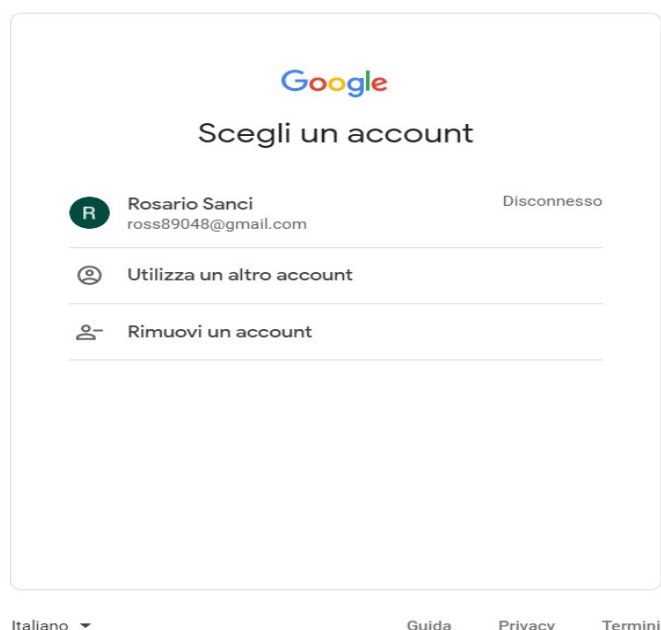 Google
Scegli un account
R
Rosario Sanci
Disconnesso
ross89048@gmail.com
Utilizza un altro account
Rimuovi un account
Italiano
Guida
Privacy
Termini